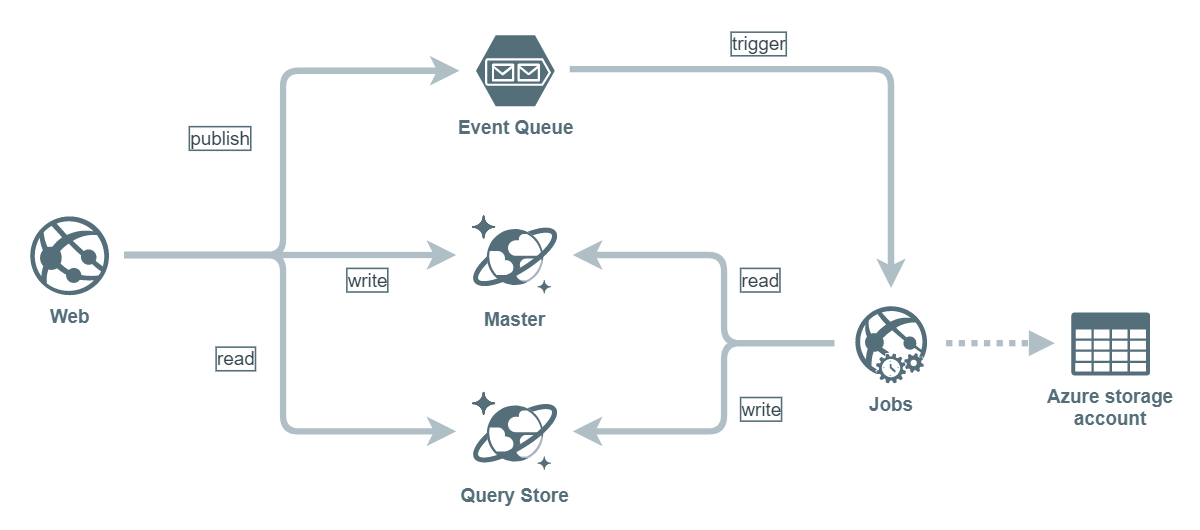 trigger
Event Queue
publish
Web
write
read
Master
read
write
Query Store
Jobs
Azure storage
account